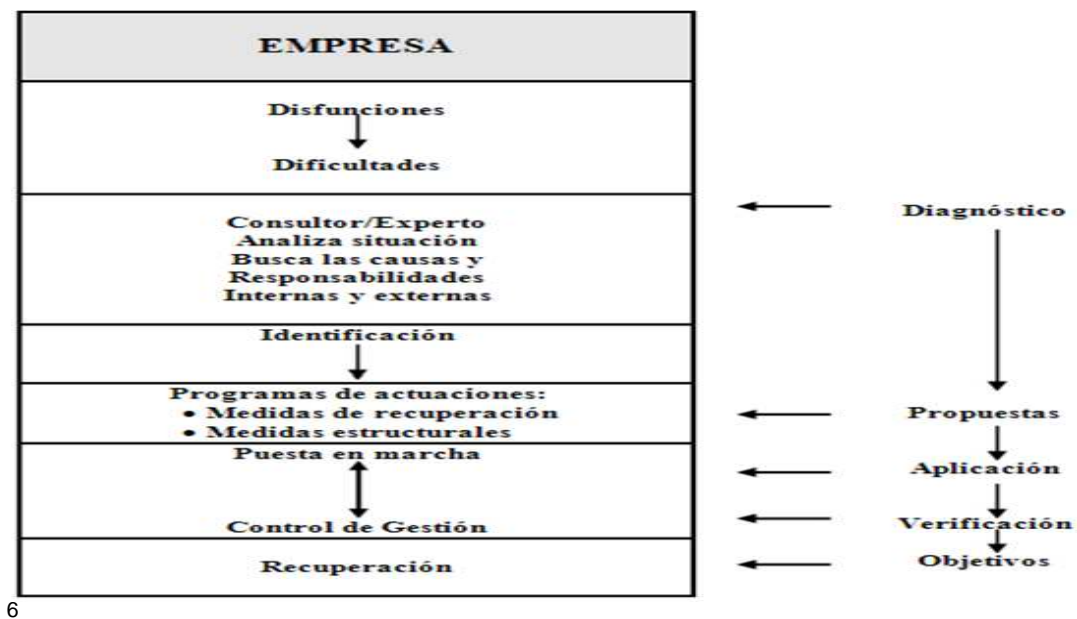 EMPRESA
Disfunciones
Dificultades
Consultor/Experto
Analiza situación
Busca las causas y
Responsabilidades
Internas y externas
Identificación
Programas de actuaciones:
• Medidas de recuperación
• Medidas estructurales
Puesta en marcha
Control de Gestión
Recuperación
Diagnóstico
Propuestas
Aplicación
Verificación
Objetivos
6